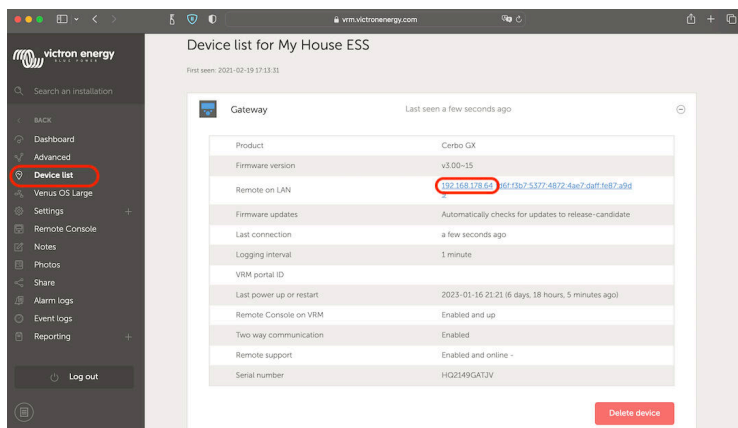 vrm.victronenergy.com
victron energy
BLUE POWER
Search an installation
BACK
Dashboard
Advanced
Device list
Venus OS Large
Settings
Remote Console
Notes
Photos
Share
Alarm logs
Event logs
Reporting
Log out
Device list for My House ESS
First seen: 2021-02-19 17:13:31
Gateway Last seen a few seconds ago
Product Cerbo GX
Firmware version v3.00~15
Remote on LAN 192.168.178.64
Firmware updates Automatically checks for updates to release-candidate
Last connection a few seconds ago
Logging interval 1 minute
VRM portal ID
Last power up or restart 2023-01-16 21:21 (6 days, 18 hours, 5 minutes ago)
Remote Console on VRM Enabled and up
Two way communication Enabled
Remote support Enabled and online -
Serial number HQ2149GATJV
Delete device